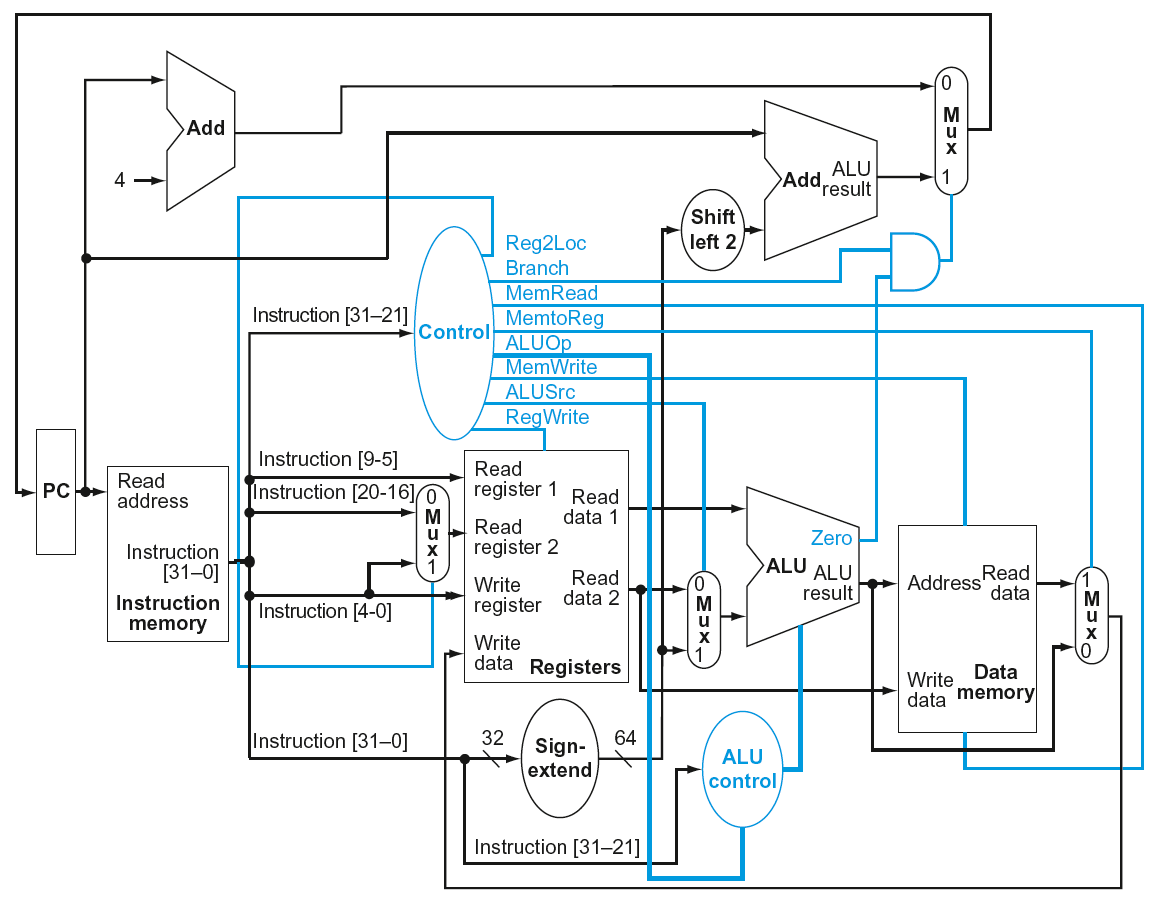 0
M
u
x
1
Add
4
Add
ALU
result
Shift
left 2
Reg2Loc
Branch
MemRead
MemtoReg
ALUOp
MemWrite
ALUSrc
RegWrite
Control
Instruction [31–21]
PC
Read
address
Instruction
[31–0]
Instruction
memory
Instruction [9-5]
Instruction [20-16]
Instruction [4-0]
0
M
u
x
1
Read
register 1
Read
register 2
Write
register
Write
data
Read
data 1
Read
data 2
Registers
0
M
u
x
1
Zero
ALU
ALU
result
Address
Read
data
Write
data
Data
memory
1
M
u
x
0
Instruction [31–0]
32
Sign-
extend
64
ALU
control
Instruction [31–21]